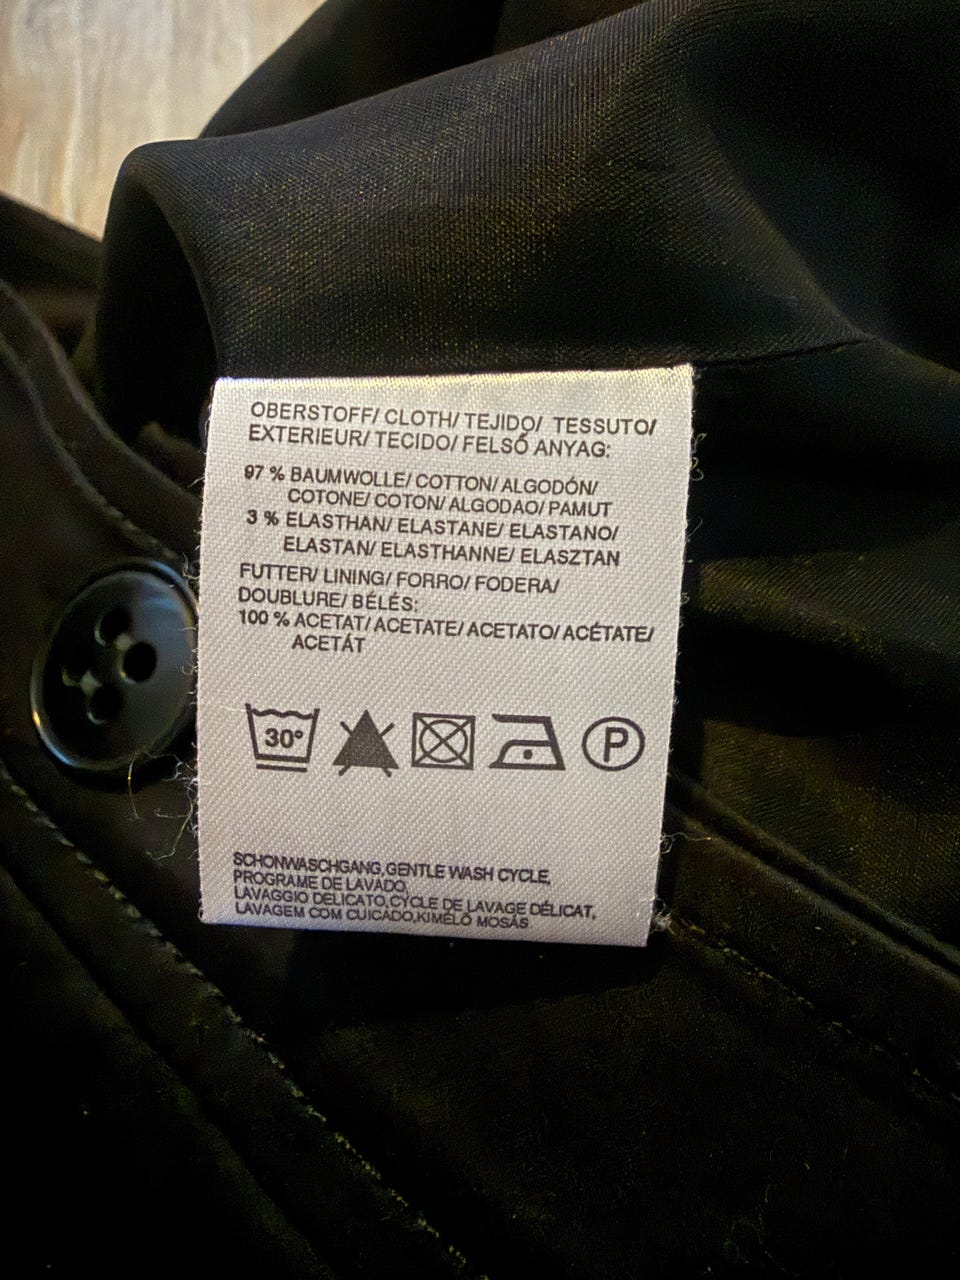 OBERSTOFF/ CLOTH/ TEJIDO/ TESSUTO/
EXTERIEUR/ TECIDO/ FELSŐ ANYAG:
97 % BAUMWOLLE/ COTTON/ ALGODÓN/
COTONE/ COTON/ ALGODAO/ PAMUT
3 % ELASTHAN/ ELASTANE/ ELASTANO/
ELASTAN/ ELASTHANNE/ ELASZTAN
FUTTER/ LINING/ FORRO/ FODERA/
DOUBLURE/ BÉLÉS:
100 % ACETAT/ ACETATE/ ACETATO/ ACÉTATE/
ACETÁT
30° P
SCHONWASCHGANG,GENTLE WASH CYCLE,
PROGRAME DE LAVADO,
LAVAGGIO DELICATO,CYCLE DE LAVAGE DÉLICAT,
LAVAGEM COM CUICADO,KIMÉLŐ MOSÁS